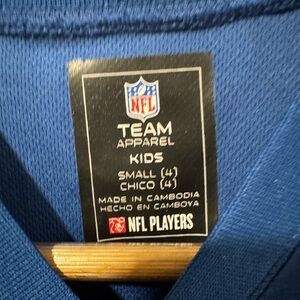 NFL
TEAM
APPAREL
KIDS
SMALL (4)
CHICO (4)
MADE IN CAMBODIA
HECHO EN CAMBOYA
NFL PLAYERS